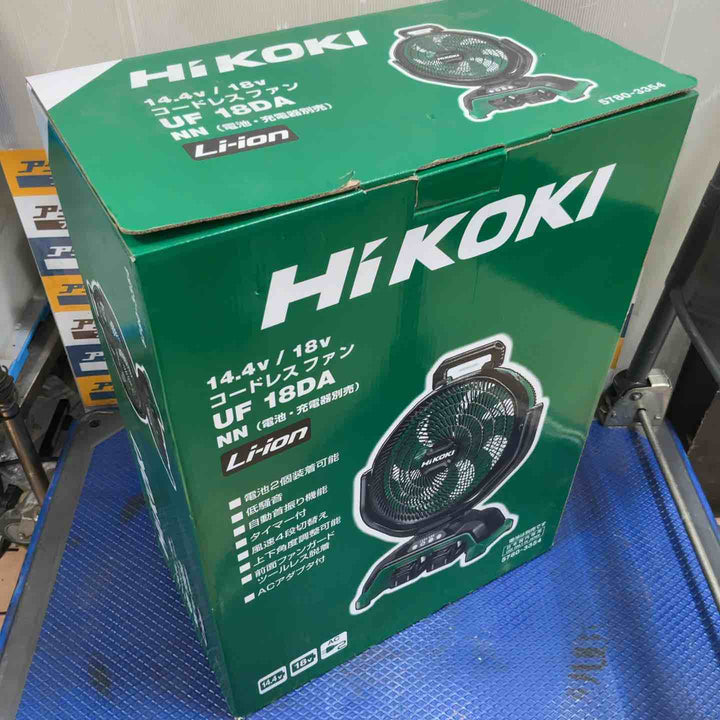 HiKOKI
14.4v / 18v
コードレスファン
UF 18DA
NN (電池・充電器別売)
Li-ion
5780-3354
HiKOKI
14.4v / 18v
コードレスファン
UF 18DA
NN (電池・充電器別売)
Li-ion
■電池2個装着可能
■低騒音
■自動首振り機能
■タイマー付
■風速4段切替え
■上下角度調整可能
■前面ファンガード
ツールレス脱着
■ACアダプタ付
HiKOKI
5780-3354
14.4v
18v
AC